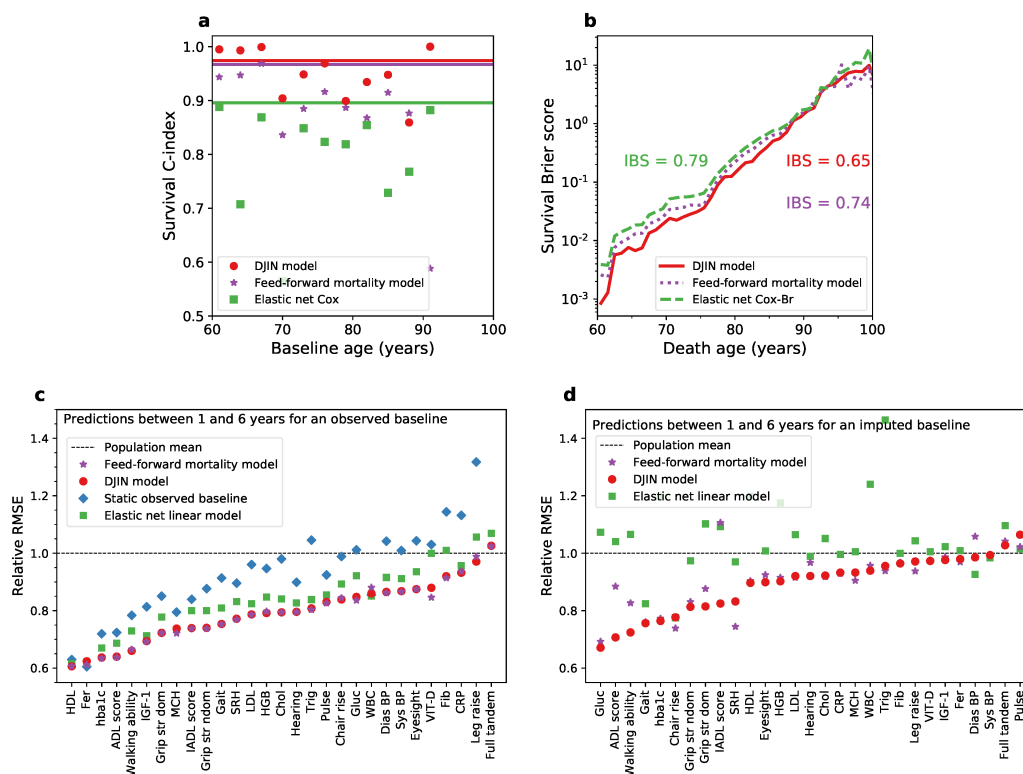 a
Survival C-index
1.0
0.9
0.8
0.7
0.6
0.5
DJIN model
Feed-forward mortality model
Elastic net Cox
60
70
80
90
100
Baseline age (years)
b
Survival Brier score
10¹
10⁰
10⁻¹
10⁻²
10⁻³
IBS = 0.79
IBS = 0.65
IBS = 0.74
DJIN model
Feed-forward mortality model
Elastic net Cox-Br
60
70
80
90
100
Death age (years)
c
Predictions between 1 and 6 years for an observed baseline
Population mean
Feed-forward mortality model
DJIN model
Static observed baseline
Elastic net linear model
Relative RMSE
1.4
1.2
1.0
0.8
0.6
HDL
Fer
hba1c
ADL score
Walking ability
IGF-1
Grip str dom
MCH
IADL score
Grip str ndom
Gait
SRH
LDL
HGB
Chol
Hearing
Trig
Pulse
Chair rise
Gluc
WBC
Dias BP
Sys BP
Eyesight
VIT-D
Fib
CRP
Leg raise
Full tandem
d
Predictions between 1 and 6 years for an imputed baseline
Population mean
Feed-forward mortality model
DJIN model
Elastic net linear model
Relative RMSE
1.4
1.2
1.0
0.8
0.6
Gluc
ADL score
Walking ability
Gait
hba1c
Chair rise
Grip str ndom
Grip str dom
IADL score
SRH
HDL
Eyesight
HGB
LDL
Hearing
Chol
CRP
MCH
WBC
Trig
Fib
Leg raise
VIT-D
IGF-1
Fer
Dias BP
Sys BP
Full tandem
Pulse